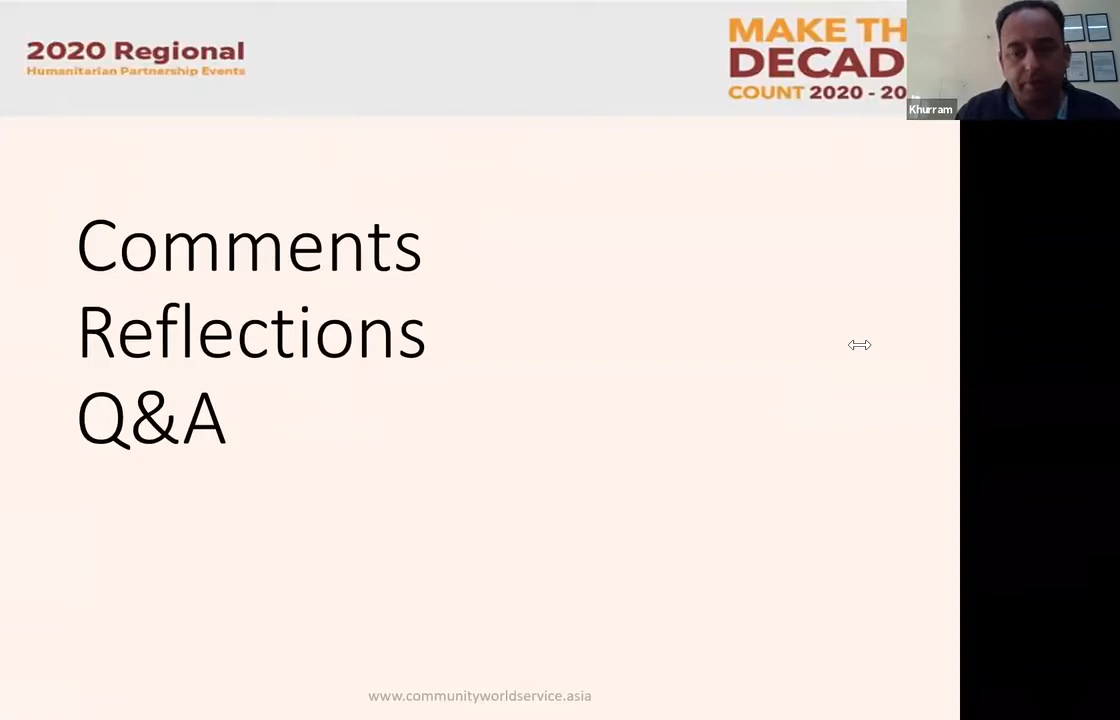 2020 Regional
Humanitarian Partnership Events
MAKE TH
DECAD
COUNT 2020 - 20
Khurram
Comments
Reflections
Q&A
www.communityworldservice.asia